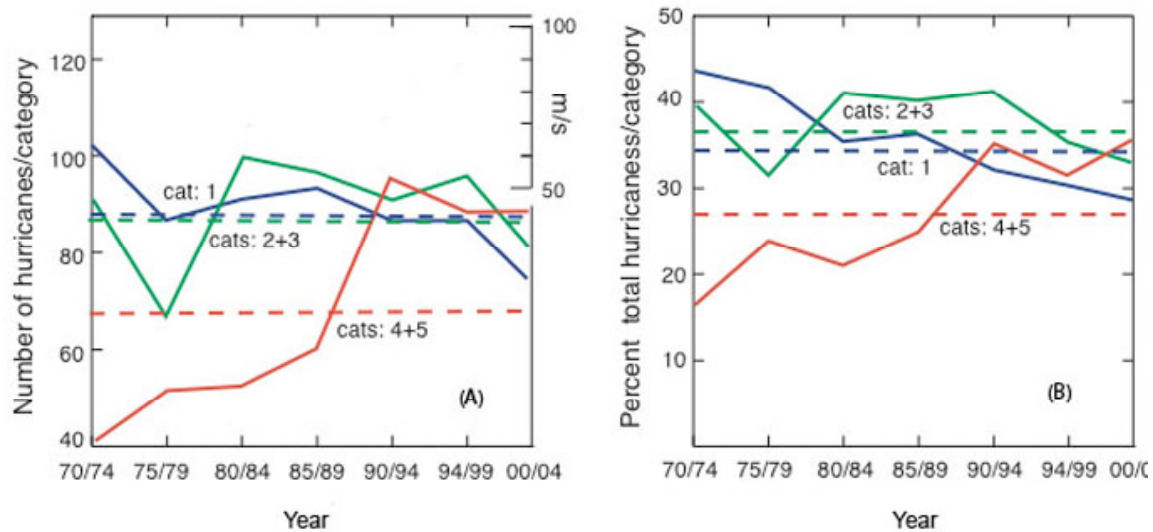 Number of hurricanes/category
120
100
80
60
40
100
m/s
50
cat: 1
cats: 2+3
cats: 4+5
(A)
70/74 75/79 80/84 85/89 90/94 94/99 00/04
Year
Percent total hurricaness/category
50
40
30
20
10
cats: 2+3
cat: 1
cats: 4+5
(B)
70/74 75/79 80/84 85/89 90/94 94/99 00/0
Year